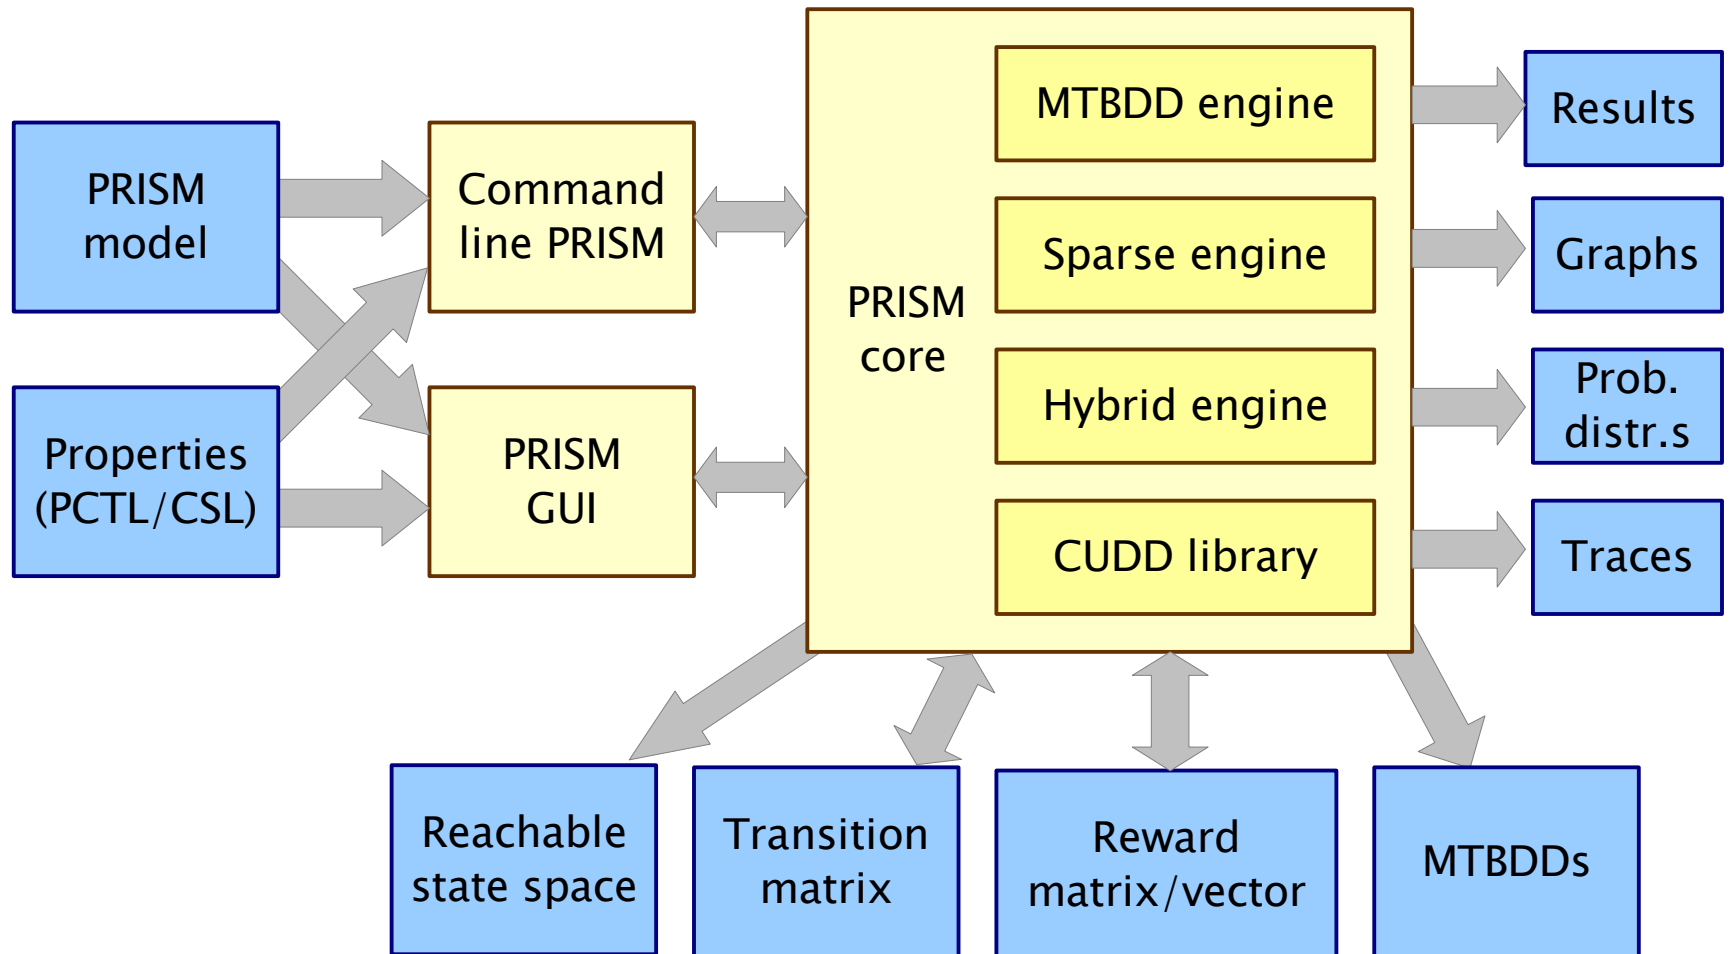 PRISM
model
Properties
(PCTL/CSL)
Command
line PRISM
PRISM
GUI
PRISM
core
MTBDD engine
Sparse engine
Hybrid engine
CUDD library
Results
Graphs
Prob.
distr.s
Traces
Reachable
state space
Transition
matrix
Reward
matrix/vector
MTBDDs